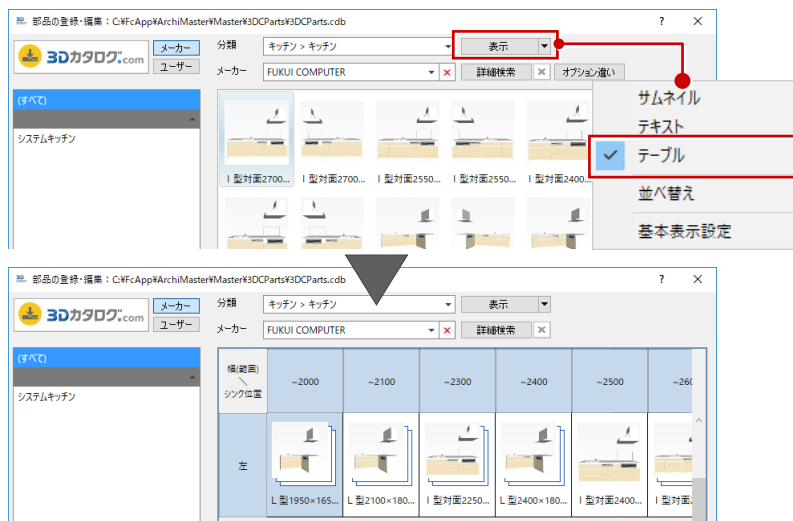 部品の登録・編集：C:¥FcApp¥ArchiMaster¥Master¥3DCParts¥3DCParts.cdb ? ×
3Dカタログ.com メーカー 分類 キッチン > キッチン 表示
ユーザー メーカー FUKUI COMPUTER × 詳細検索 × オプション違い
(すべて)
システムキッチン
I 型対面2700... I 型対面2700... I 型対面2550... I 型対面2550... I 型対面2400...
サムネイル
テキスト
テーブル
並べ替え
基本表示設定
部品の登録・編集：C:¥FcApp¥ArchiMaster¥Master¥3DCParts¥3DCParts.cdb ? ×
3Dカタログ.com メーカー 分類 キッチン > キッチン 表示
ユーザー メーカー FUKUI COMPUTER × 詳細検索 ×
(すべて)
システムキッチン
幅(範囲)
\
シンク位置
~2000 ~2100 ~2300 ~2400 ~2500 ~260
左
L 型1950×165... L 型2100×180... I 型対面2250... L 型2400×180... I 型対面2400... I 型対面